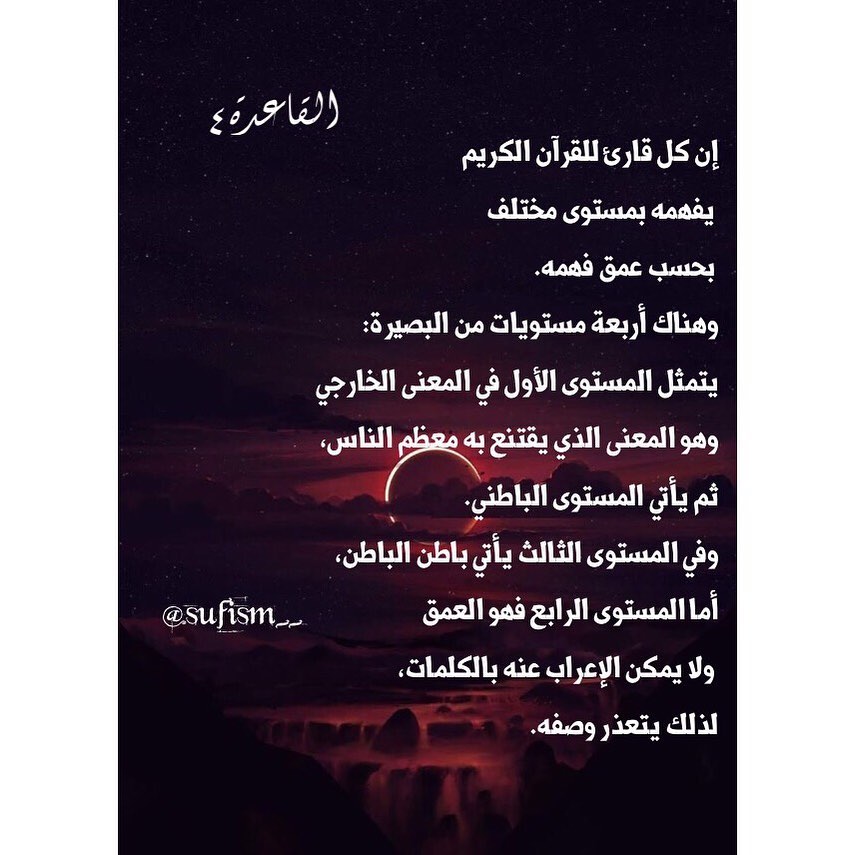 القاعدة ٤
إن كل قارئ للقرآن الكريم
يفهمه بمستوى مختلف
بحسب عمق فهمه.
وهناك أربعة مستويات من البصيرة:
يتمثل المستوى الأول في المعنى الخارجي
وهو المعنى الذي يقتنع به معظم الناس،
ثم يأتي المستوى الباطني.
وفي المستوى الثالث يأتي باطن الباطن،
أما المستوى الرابع فهو العمق
@sufism__
ولا يمكن الإعراب عنه بالكلمات،
لذلك يتعذر وصفه.